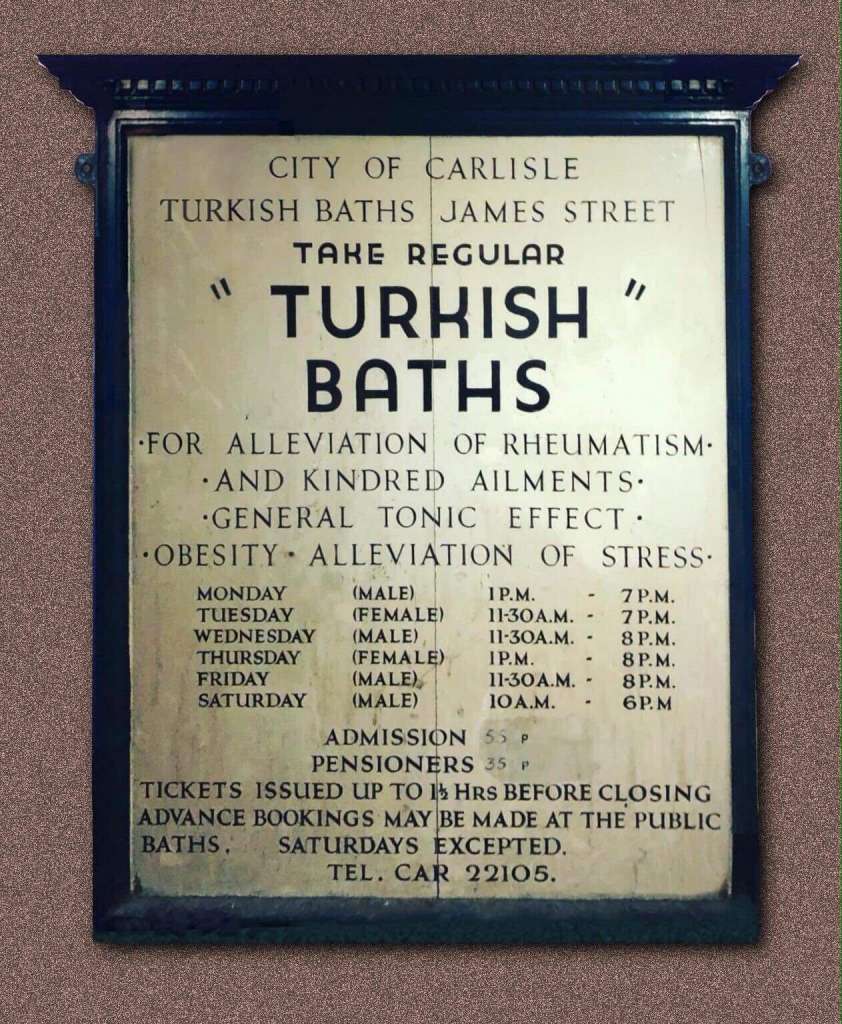 CITY OF CARLISLE
TURKISH BATHS JAMES STREET
TAKE REGULAR
" TURKISH "
BATHS
·FOR ALLEVIATION OF RHEUMATISM·
·AND KINDRED AILMENTS·
·GENERAL TONIC EFFECT·
·OBESITY· ALLEVIATION OF STRESS·
MONDAY (MALE) 1 P.M. - 7 P.M.
TUESDAY (FEMALE) 11-30 A.M. - 7 P.M.
WEDNESDAY (MALE) 11-30 A.M. - 8 P.M.
THURSDAY (FEMALE) 1 P.M. - 8 P.M.
FRIDAY (MALE) 11-30 A.M. - 8 P.M.
SATURDAY (MALE) 10 A.M. - 6 P.M
ADMISSION 55 P
PENSIONERS 35 P
TICKETS ISSUED UP TO 1½ HRS BEFORE CLOSING
ADVANCE BOOKINGS MAY BE MADE AT THE PUBLIC
BATHS. SATURDAYS EXCEPTED.
TEL. CAR 22105.